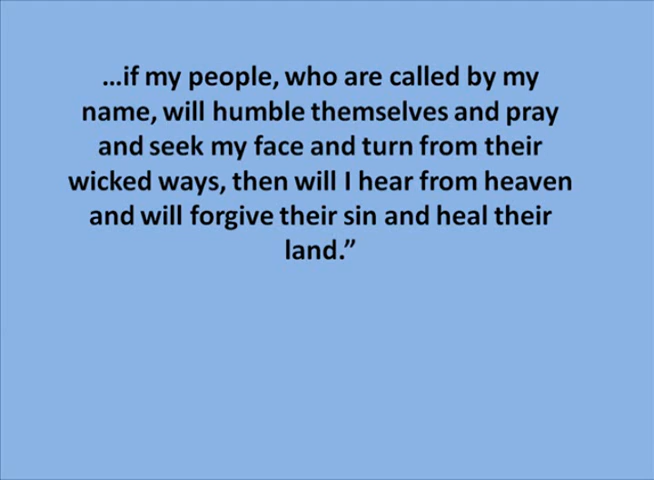 …if my people, who are called by my
name, will humble themselves and pray
and seek my face and turn from their
wicked ways, then will I hear from heaven
and will forgive their sin and heal their
land.”